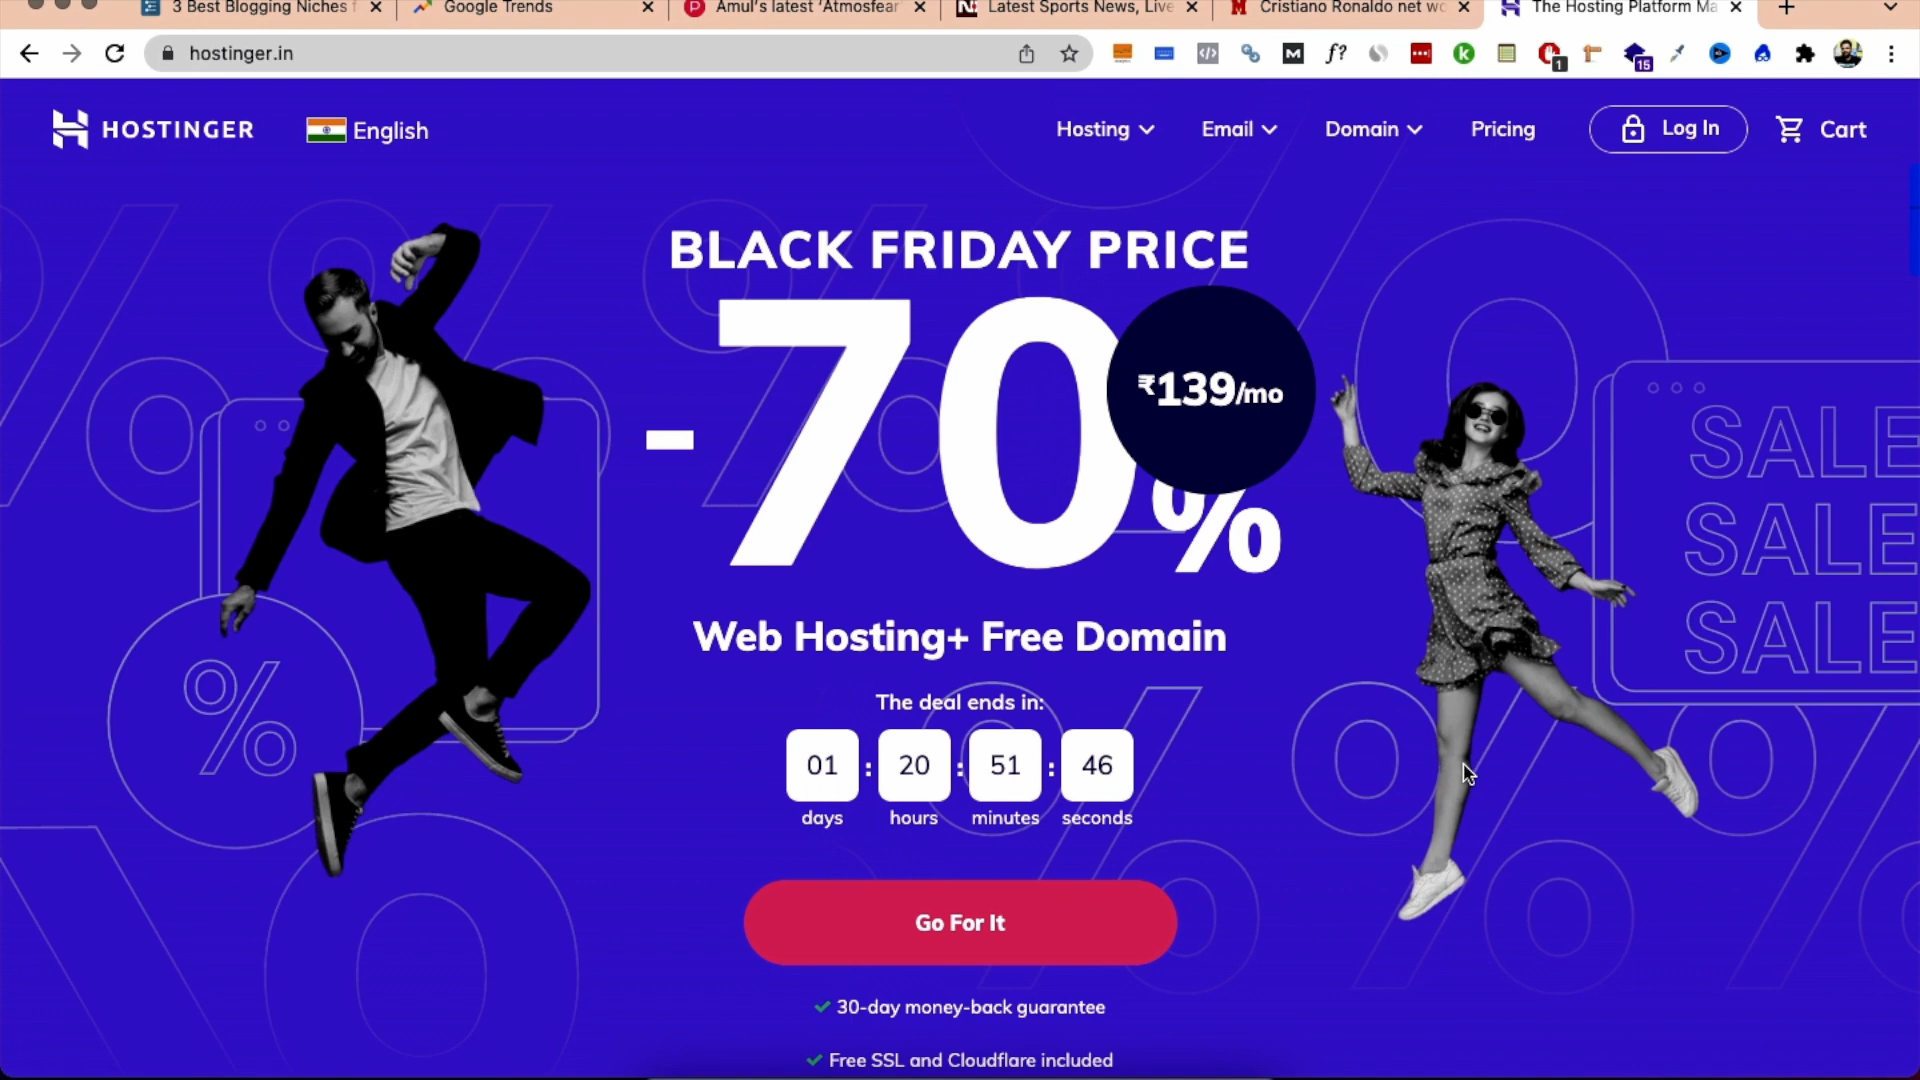 3 Best Blogging Niches f
Google Trends
Amul's latest 'Atmosfear'
Latest Sports News, Live
Cristiano Ronaldo net wo
The Hosting Platform Ma
hostinger.in
M
f?
k
1
15
HOSTINGER
English
Hosting
Email
Domain
Pricing
Log In
Cart
BLACK FRIDAY PRICE
-70%
₹139/mo
SALE
SALE
SALE
Web Hosting+ Free Domain
The deal ends in:
01 : 20 : 51 : 46
days hours minutes seconds
Go For It
30-day money-back guarantee
Free SSL and Cloudflare included